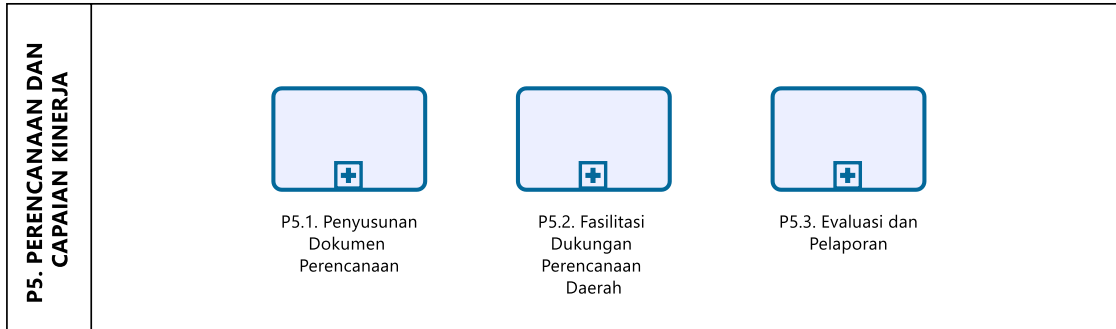 P5. PERENCANAAN DAN
CAPAIAN KINERJA
P5.1. Penyusunan
Dokumen
Perencanaan
P5.2. Fasilitasi
Dukungan
Perencanaan
Daerah
P5.3. Evaluasi dan
Pelaporan